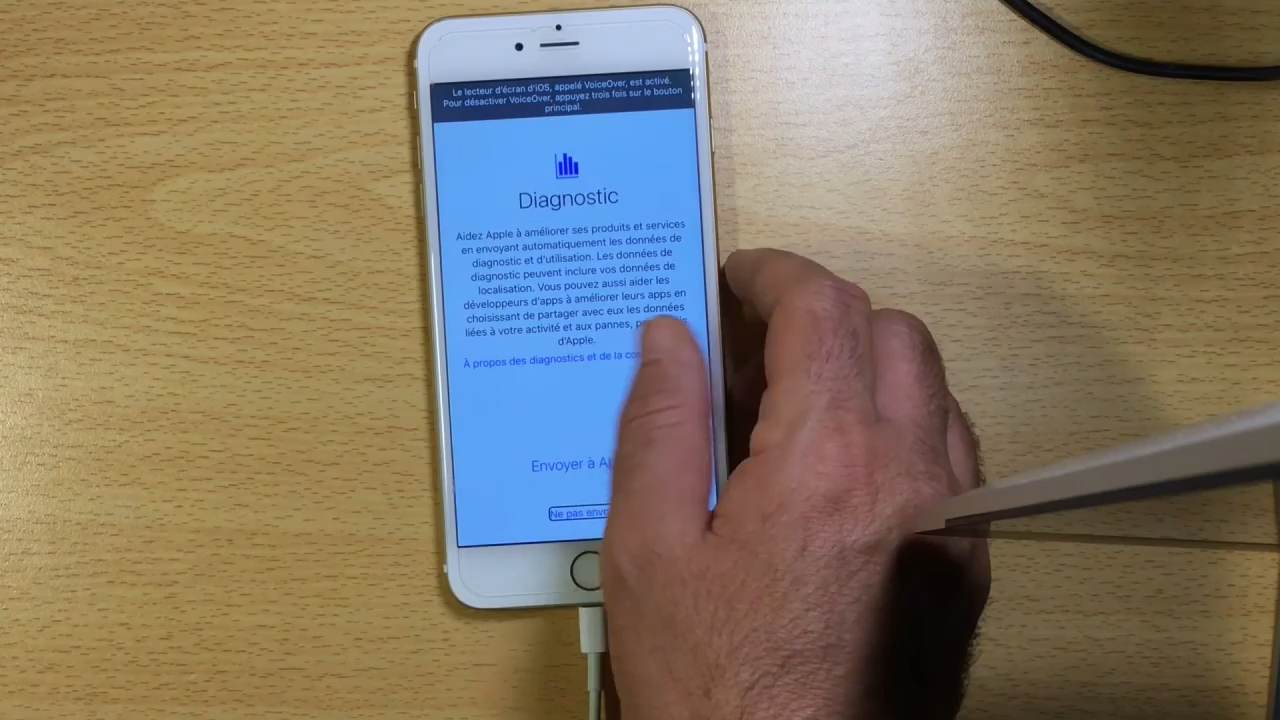 Le lecteur d'écran d'iOS, appelé VoiceOver, est activé.
Pour désactiver VoiceOver, appuyez trois fois sur le bouton
principal.
Diagnostic
Aidez Apple à améliorer ses produits et services
en envoyant automatiquement les données de
diagnostic et d'utilisation. Les données de
diagnostic peuvent inclure vos données de
localisation. Vous pouvez aussi aider les
développeurs d'apps à améliorer leurs apps en
choisissant de partager avec eux les données
liées à votre activité et aux pannes,
d'Apple.
À propos des diagnostics et de la
Envoyer à
Ne pas